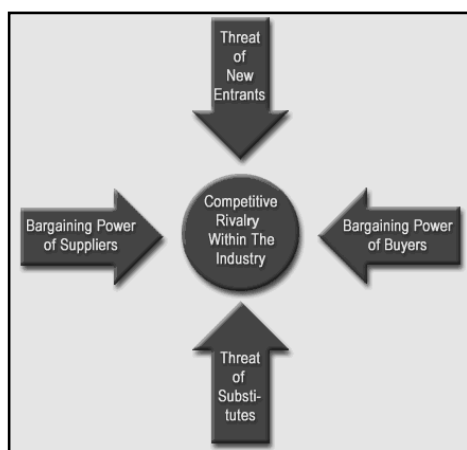 Threat
of
New
Entrants
Competitive
Rivalry
Within The
Industry
Bargaining Power
of Suppliers
Bargaining Power
of Buyers
Threat
of
Substi-
tutes